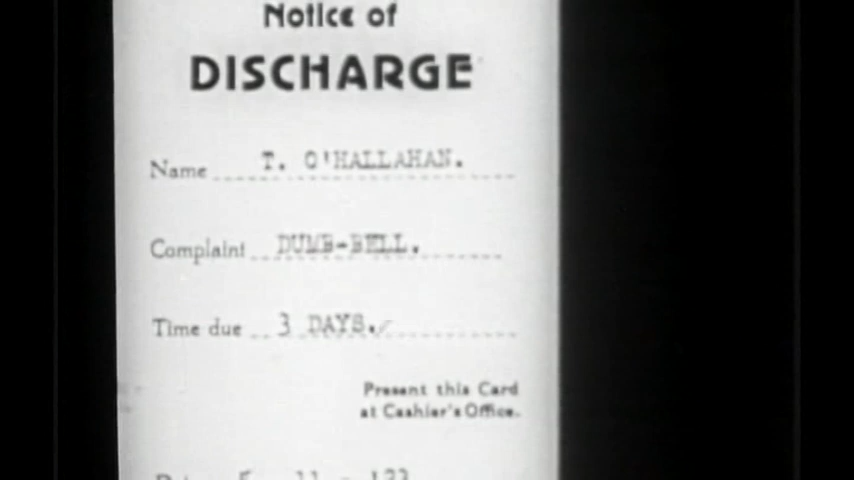 Notice of
DISCHARGE
Name T. O'HALLAHAN.
Complaint DUMB-BELL.
Time due 3 DAYS.
Present this Card
at Cashier's Office.